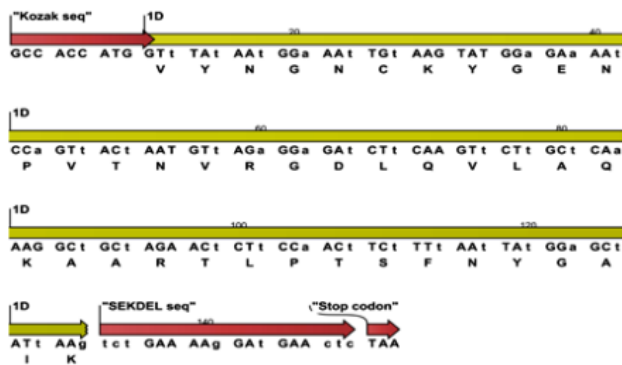 "Kozak seq" 1D
20 40
GCC ACC ATG GTt TAt AAt GGa AAt TGt AAG TAT GGa GAa AAt
V Y N G N C K Y G E N
1D
60 80
CCa GTt ACt AAT GTt AGa GGa GAt CTt CAA GTt CTt GCt CAa
P V T N V R G D L Q V L A Q
1D
100 120
AAG GCt GCt AGA ACt CTt CCa ACt TCt TTt AAt TAt GGa GCt
K A A R T L P T S F N Y G A
1D "SEKDEL seq" "Stop codon"
140
ATt AAg tct GAA AAg GAt GAA ctc TAA
I K